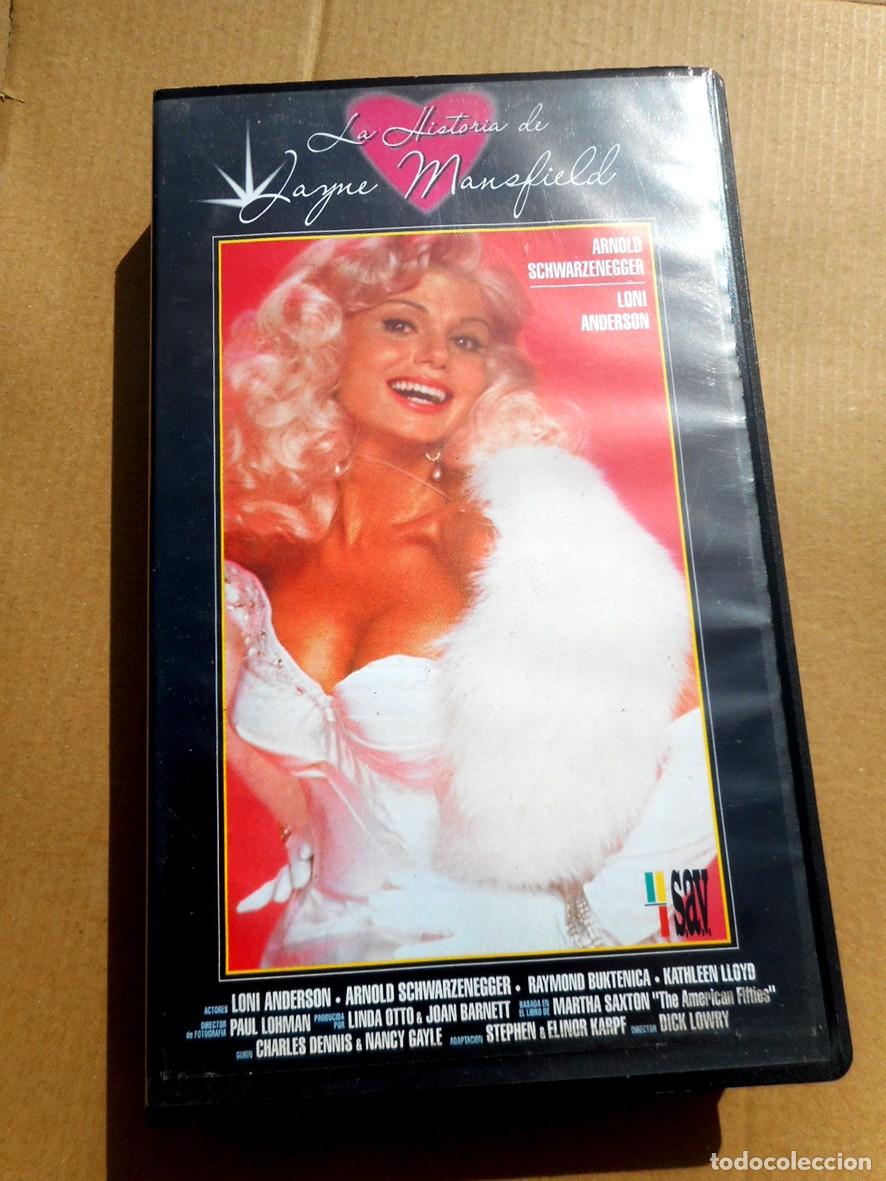 La Historia de
Jayne Mansfield
ARNOLD
SCHWARZENEGGER
LONI
ANDERSON
s.a.v.
ACTORES LONI ANDERSON • ARNOLD SCHWARZENEGGER • RAYMOND BUKTENICA • KATHLEEN LLOYD
DIRECTOR de FOTOGRAFIA PAUL LOHMAN PRODUCIDA POR LINDA OTTO & JOAN BARNETT BASADA EN EL LIBRO DE MARTHA SAXTON "The American Fifties"
GUION CHARLES DENNIS & NANCY GAYLE ADAPTACION STEPHEN & ELINOR KARPF DIRECTOR DICK LOWRY
todocoleccion